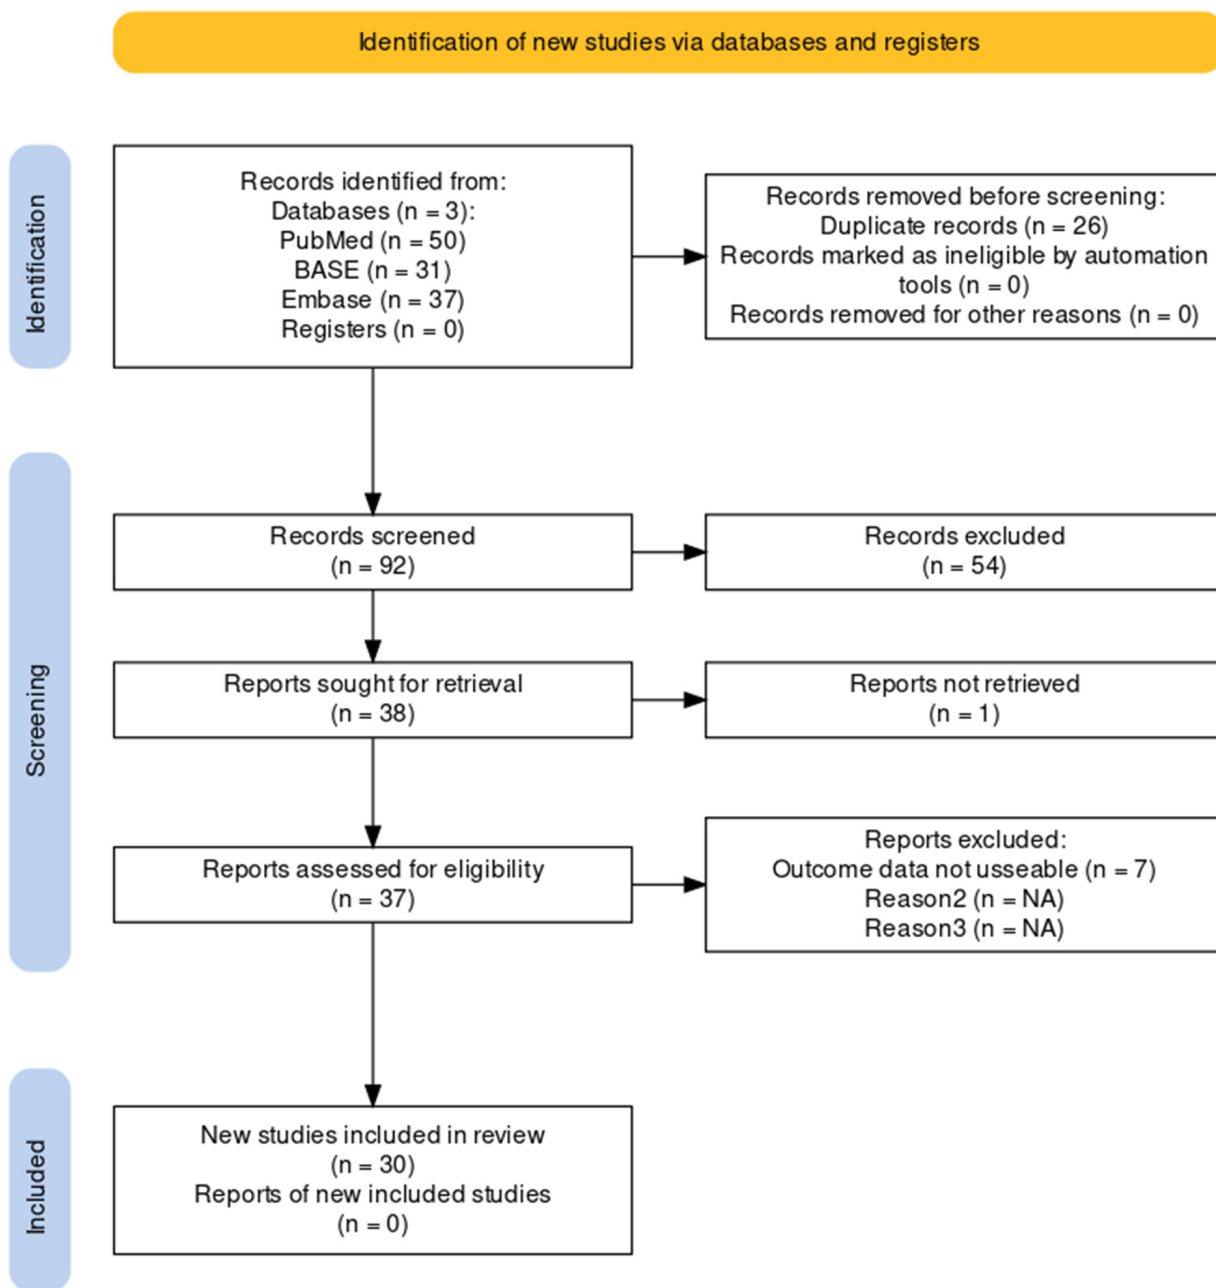 Identification of new studies via databases and registers
Identification
Records identified from:
Databases (n = 3):
PubMed (n = 50)
BASE (n = 31)
Embase (n = 37)
Registers (n = 0)
Records removed before screening:
Duplicate records (n = 26)
Records marked as ineligible by automation
tools (n = 0)
Records removed for other reasons (n = 0)
Screening
Records screened
(n = 92)
Records excluded
(n = 54)
Reports sought for retrieval
(n = 38)
Reports not retrieved
(n = 1)
Reports assessed for eligibility
(n = 37)
Reports excluded:
Outcome data not usseable (n = 7)
Reason2 (n = NA)
Reason3 (n = NA)
Included
New studies included in review
(n = 30)
Reports of new included studies
(n = 0)